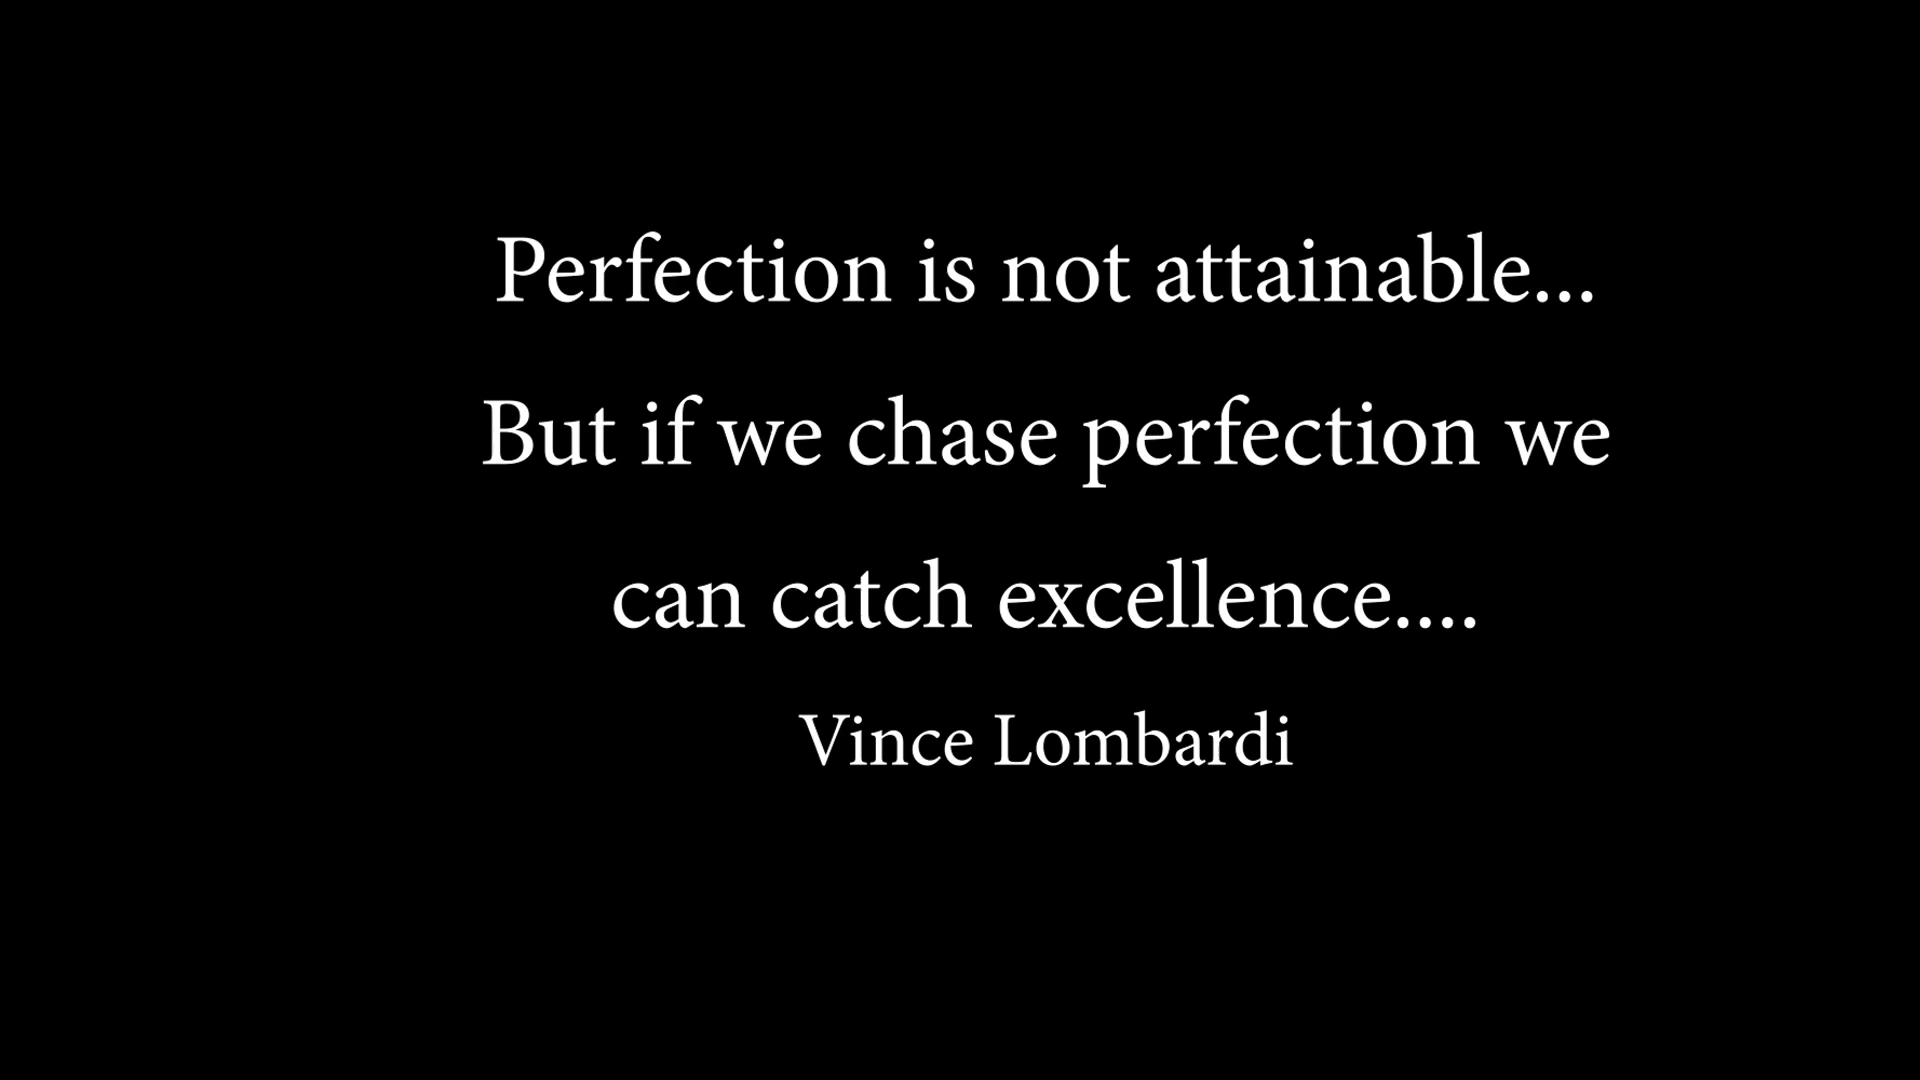 Perfection is not attainable...
But if we chase perfection we
can catch excellence....
Vince Lombardi